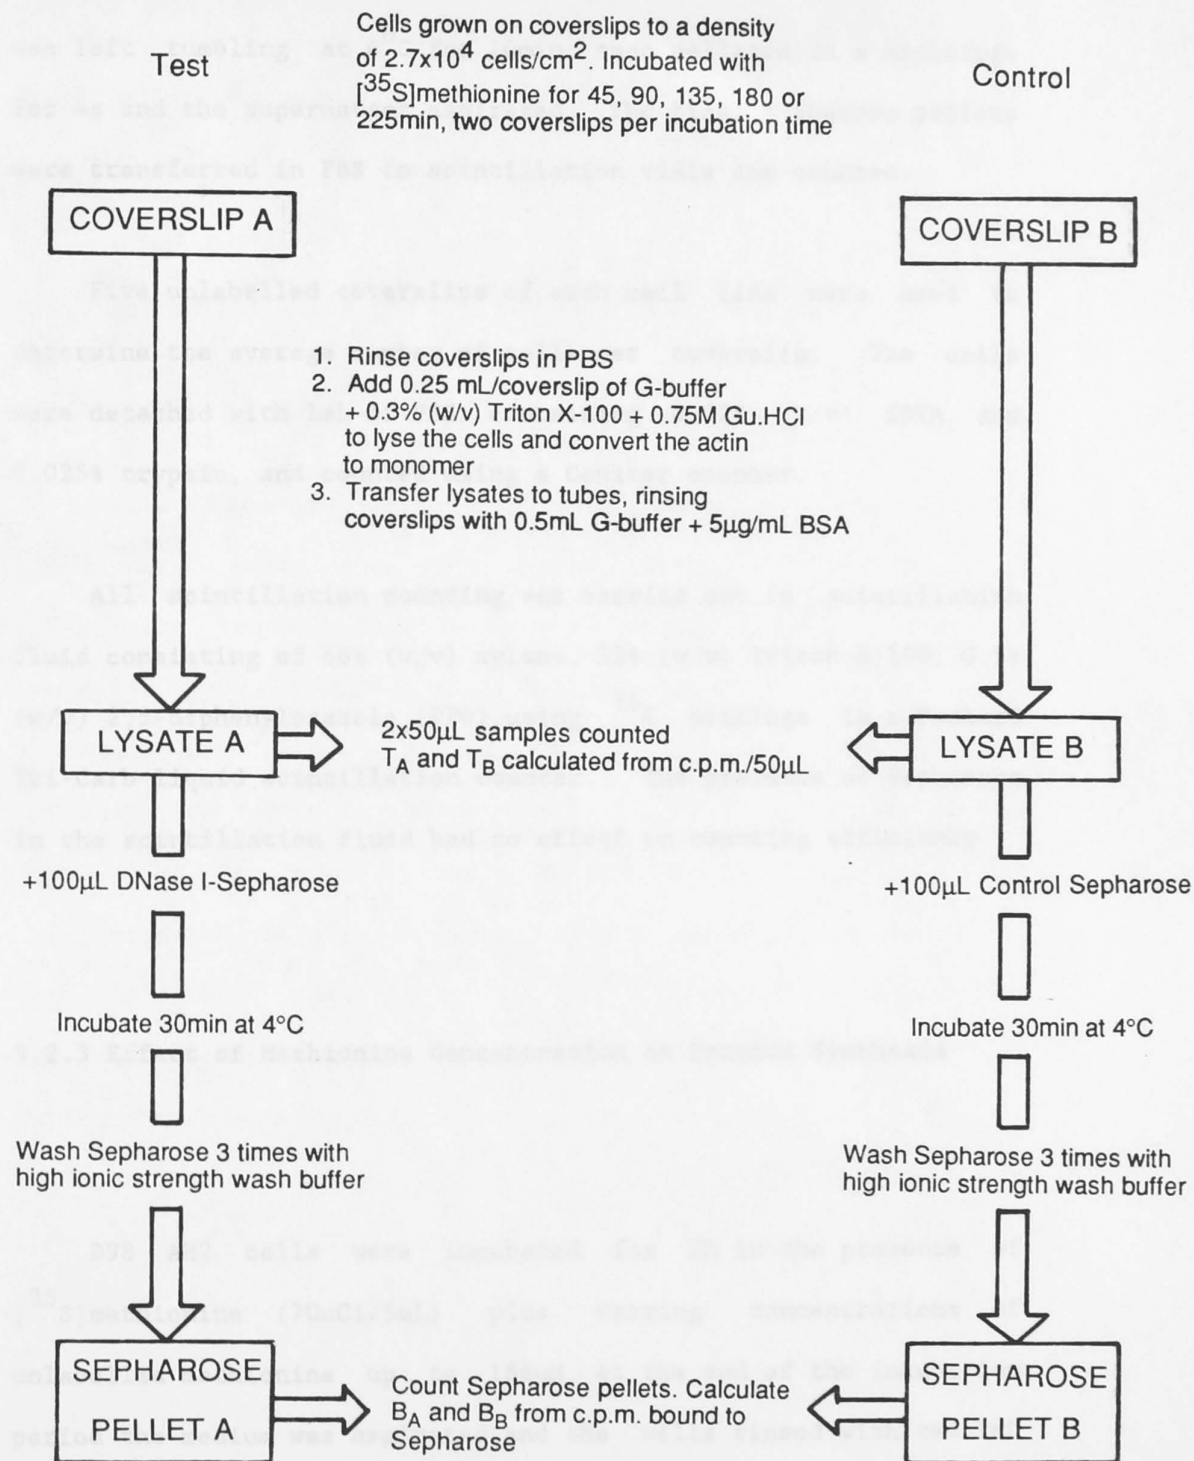 Test
Cells grown on coverslips to a density
of 2.7x10⁴ cells/cm². Incubated with
[³⁵S]methionine for 45, 90, 135, 180 or
225min, two coverslips per incubation time
Control
COVERSLIP A
COVERSLIP B
1. Rinse coverslips in PBS
2. Add 0.25 mL/coverslip of G-buffer
+ 0.3% (w/v) Triton X-100 + 0.75M Gu.HCl
to lyse the cells and convert the actin
to monomer
3. Transfer lysates to tubes, rinsing
coverslips with 0.5mL G-buffer + 5µg/mL BSA
LYSATE A
2x50µL samples counted
T_A and T_B calculated from c.p.m./50µL
LYSATE B
+100µL DNase I-Sepharose
+100µL Control Sepharose
Incubate 30min at 4°C
Incubate 30min at 4°C
Wash Sepharose 3 times with
high ionic strength wash buffer
Wash Sepharose 3 times with
high ionic strength wash buffer
SEPHAROSE
PELLET A
Count Sepharose pellets. Calculate
B_A and B_B from c.p.m. bound to
Sepharose
SEPHAROSE
PELLET B